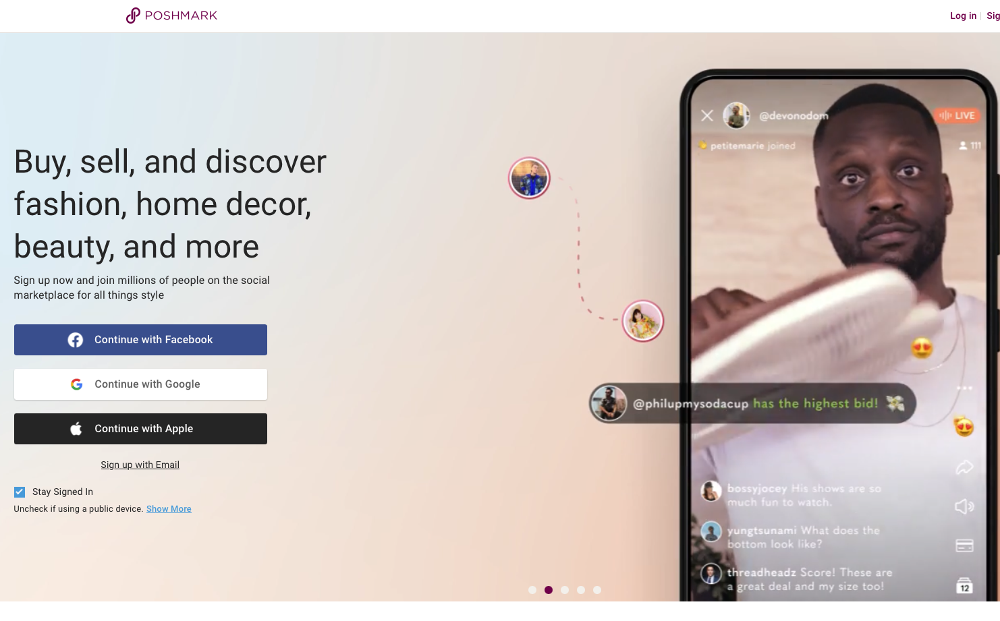 POSHMARK
Log in
Sig
Buy, sell, and discover
fashion, home decor,
beauty, and more
Sign up now and join millions of people on the social
marketplace for all things style
Continue with Facebook
Continue with Google
Continue with Apple
Sign up with Email
Stay Signed In
Uncheck if using a public device. Show More
@devonodom
LIVE
petitemarie joined
111
@philupmysodacup has the highest bid!
bossyjocey His shows are so
much fun to watch.
yungtsunami What does the
bottom look like?
threadheadz Score! These are
a great deal and my size too!
12